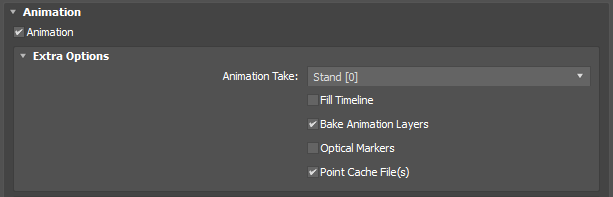 Animation
Animation
Extra Options
Animation Take: Stand [0]
Fill Timeline
Bake Animation Layers
Optical Markers
Point Cache File(s)